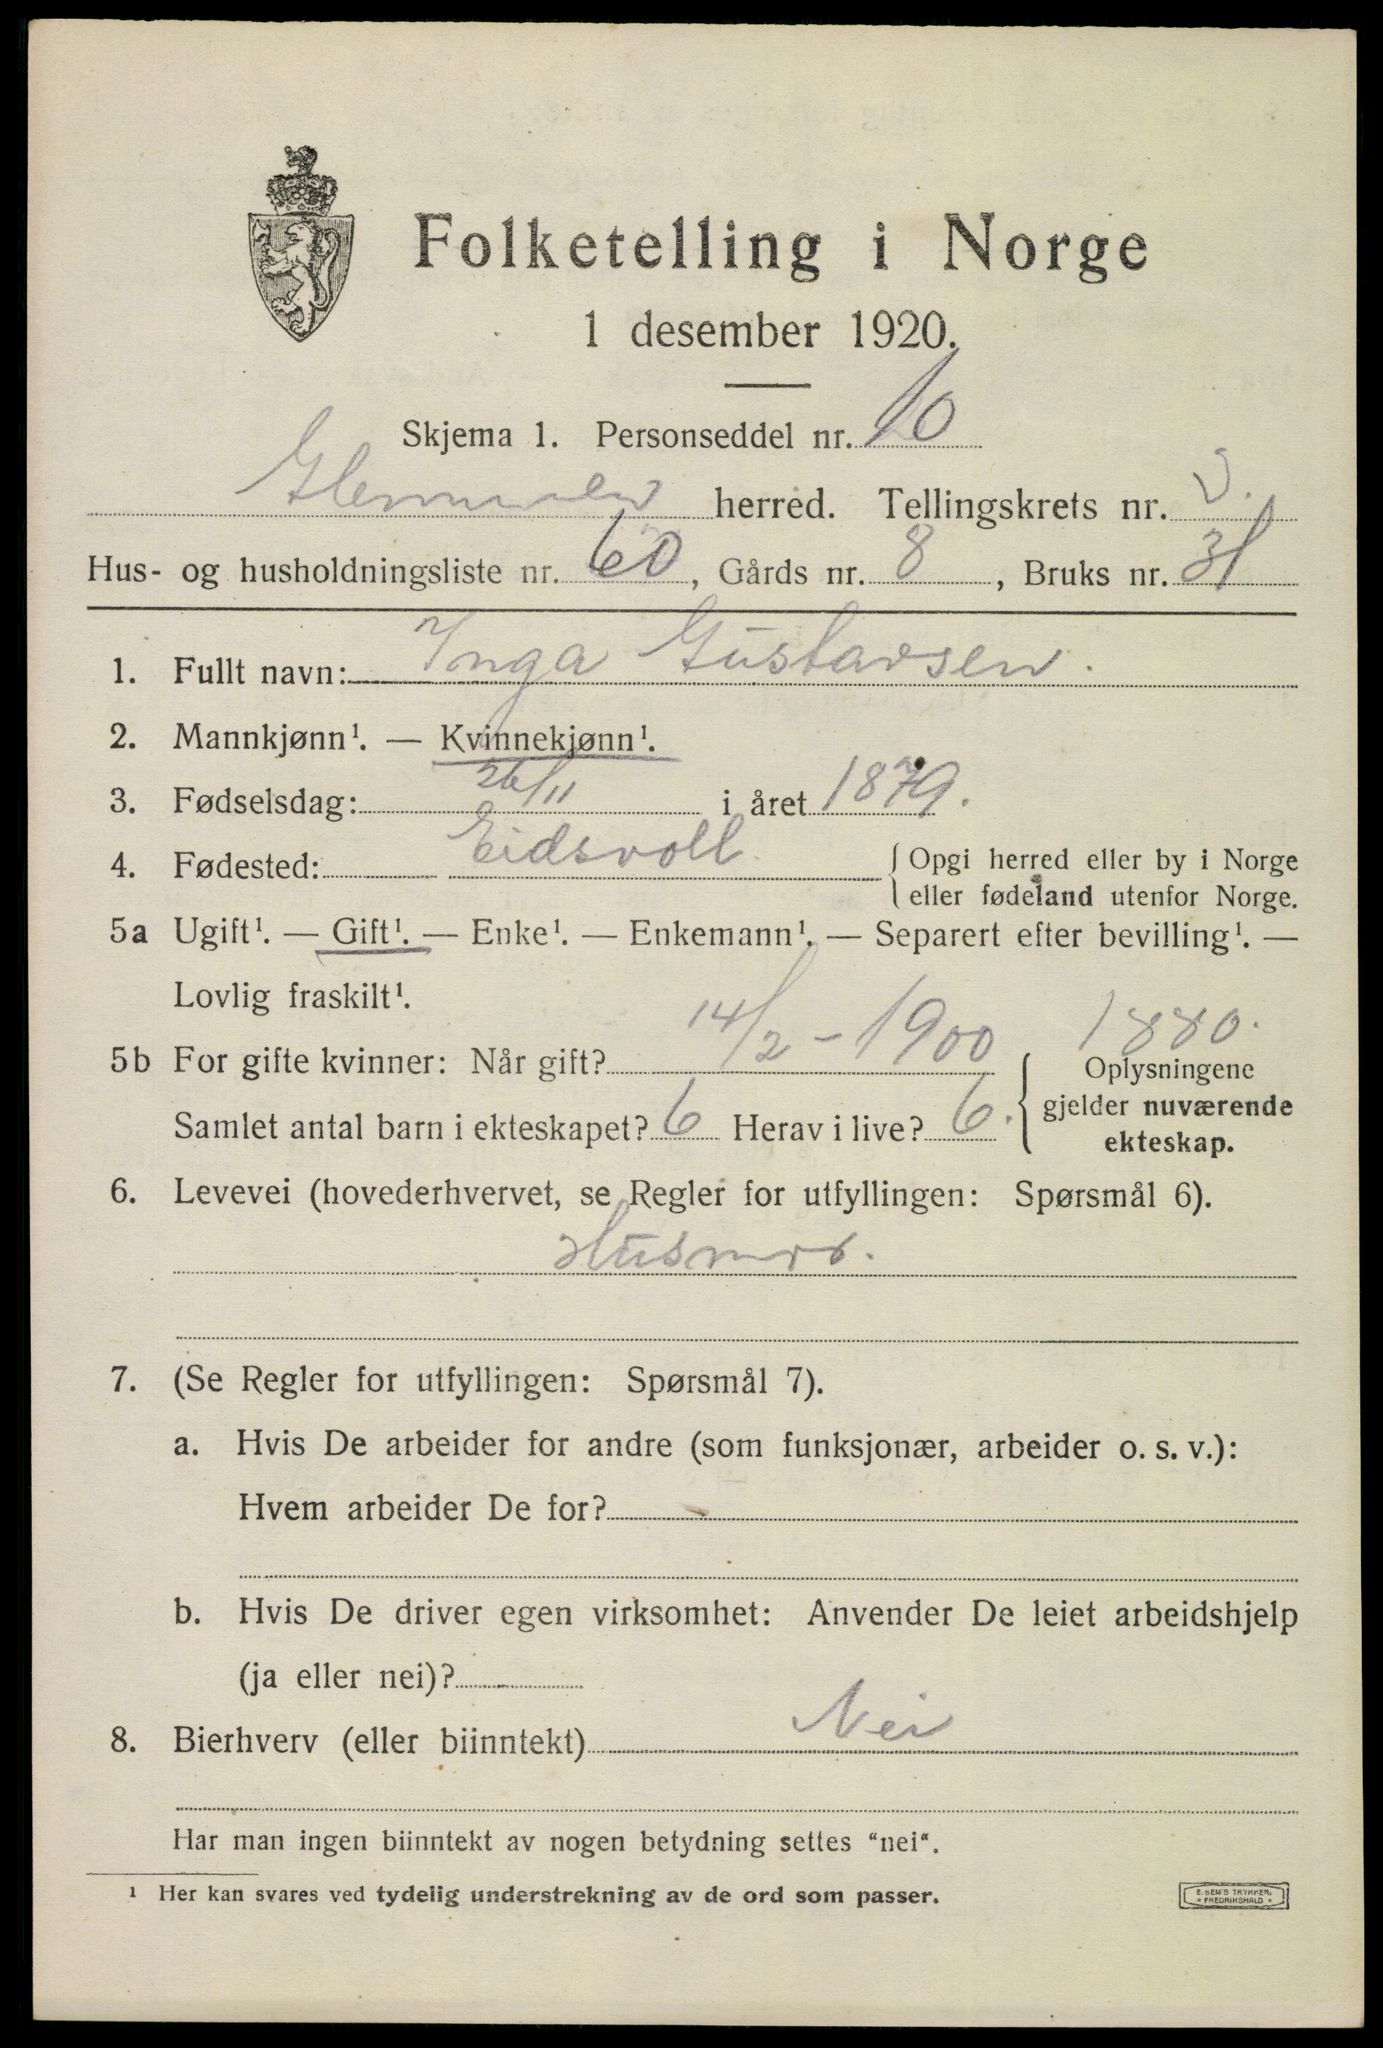 Folketelling i Norge
1 desember 1920.
Skjema 1. Personseddel nr. 10
Glemmen herred. Tellingskrets nr.
Hus- og husholdningsliste nr. 60, Gårds nr. 8, Bruks nr. 31
1. Fullt navn: Inga Gustavsen.
2. Mannkjønn¹. — Kvinnekjønn¹.
3. Fødselsdag: 26/11 i året 1879.
4. Fødested: Eidsvoll. { Opgi herred eller by i Norge
eller fødeland utenfor Norge.
5a Ugift¹. — Gift¹. — Enke¹. — Enkemann¹. — Separert efter bevilling¹. —
Lovlig fraskilt¹.
1880.
5b For gifte kvinner: Når gift? 14/2 - 1900 { Oplysningene
gjelder nuværende
Samlet antal barn i ekteskapet? 6 Herav i live? 6.
ekteskap.
6. Levevei (hovederhvervet, se Regler for utfyllingen: Spørsmål 6).
Husmor.
7. (Se Regler for utfyllingen: Spørsmål 7).
a. Hvis De arbeider for andre (som funksjonær, arbeider o. s. v.):
Hvem arbeider De for?
b. Hvis De driver egen virksomhet: Anvender De leiet arbeidshjelp
(ja eller nei)?
8. Bierhverv (eller biinntekt) Nei
Har man ingen biinntekt av nogen betydning settes "nei".
¹ Her kan svares ved tydelig understrekning av de ord som passer.
E. SEM'S TRYKKERI
* FREDRIKSHALD *